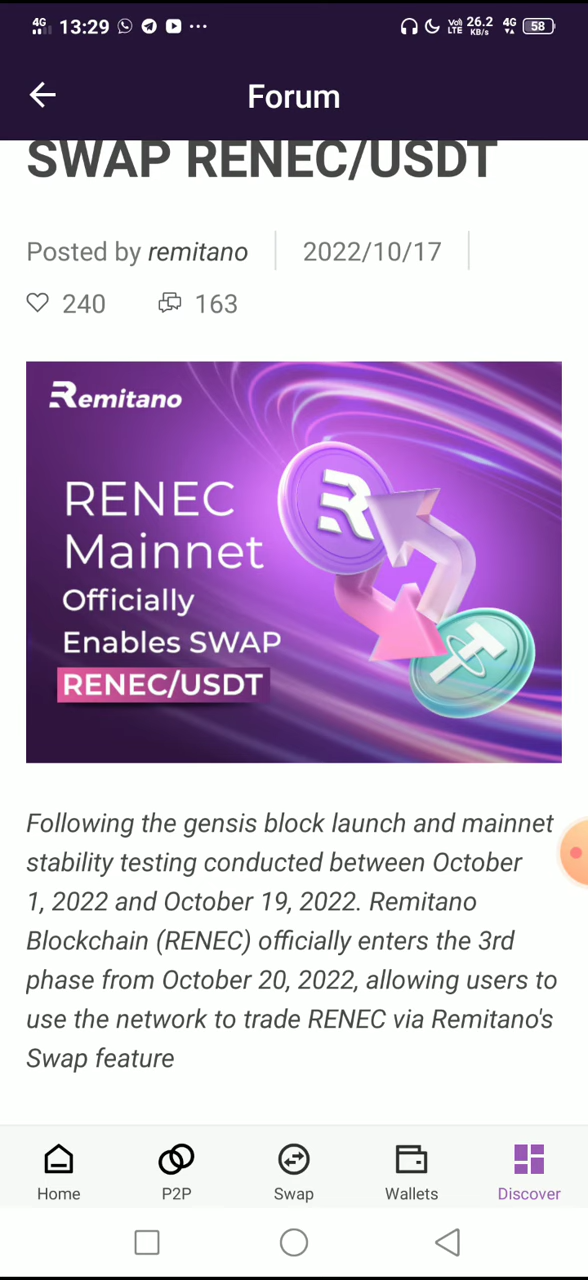 4G 13:29 ... Vol) LTE 26.2 KB/s 4G 58
Forum
SWAP RENEC/USDT
Posted by remitano 2022/10/17
240 163
Remitano
RENEC
Mainnet
Officially
Enables SWAP
RENEC/USDT
Following the gensis block launch and mainnet
stability testing conducted between October
1, 2022 and October 19, 2022. Remitano
Blockchain (RENEC) officially enters the 3rd
phase from October 20, 2022, allowing users to
use the network to trade RENEC via Remitano's
Swap feature
Home P2P Swap Wallets Discover